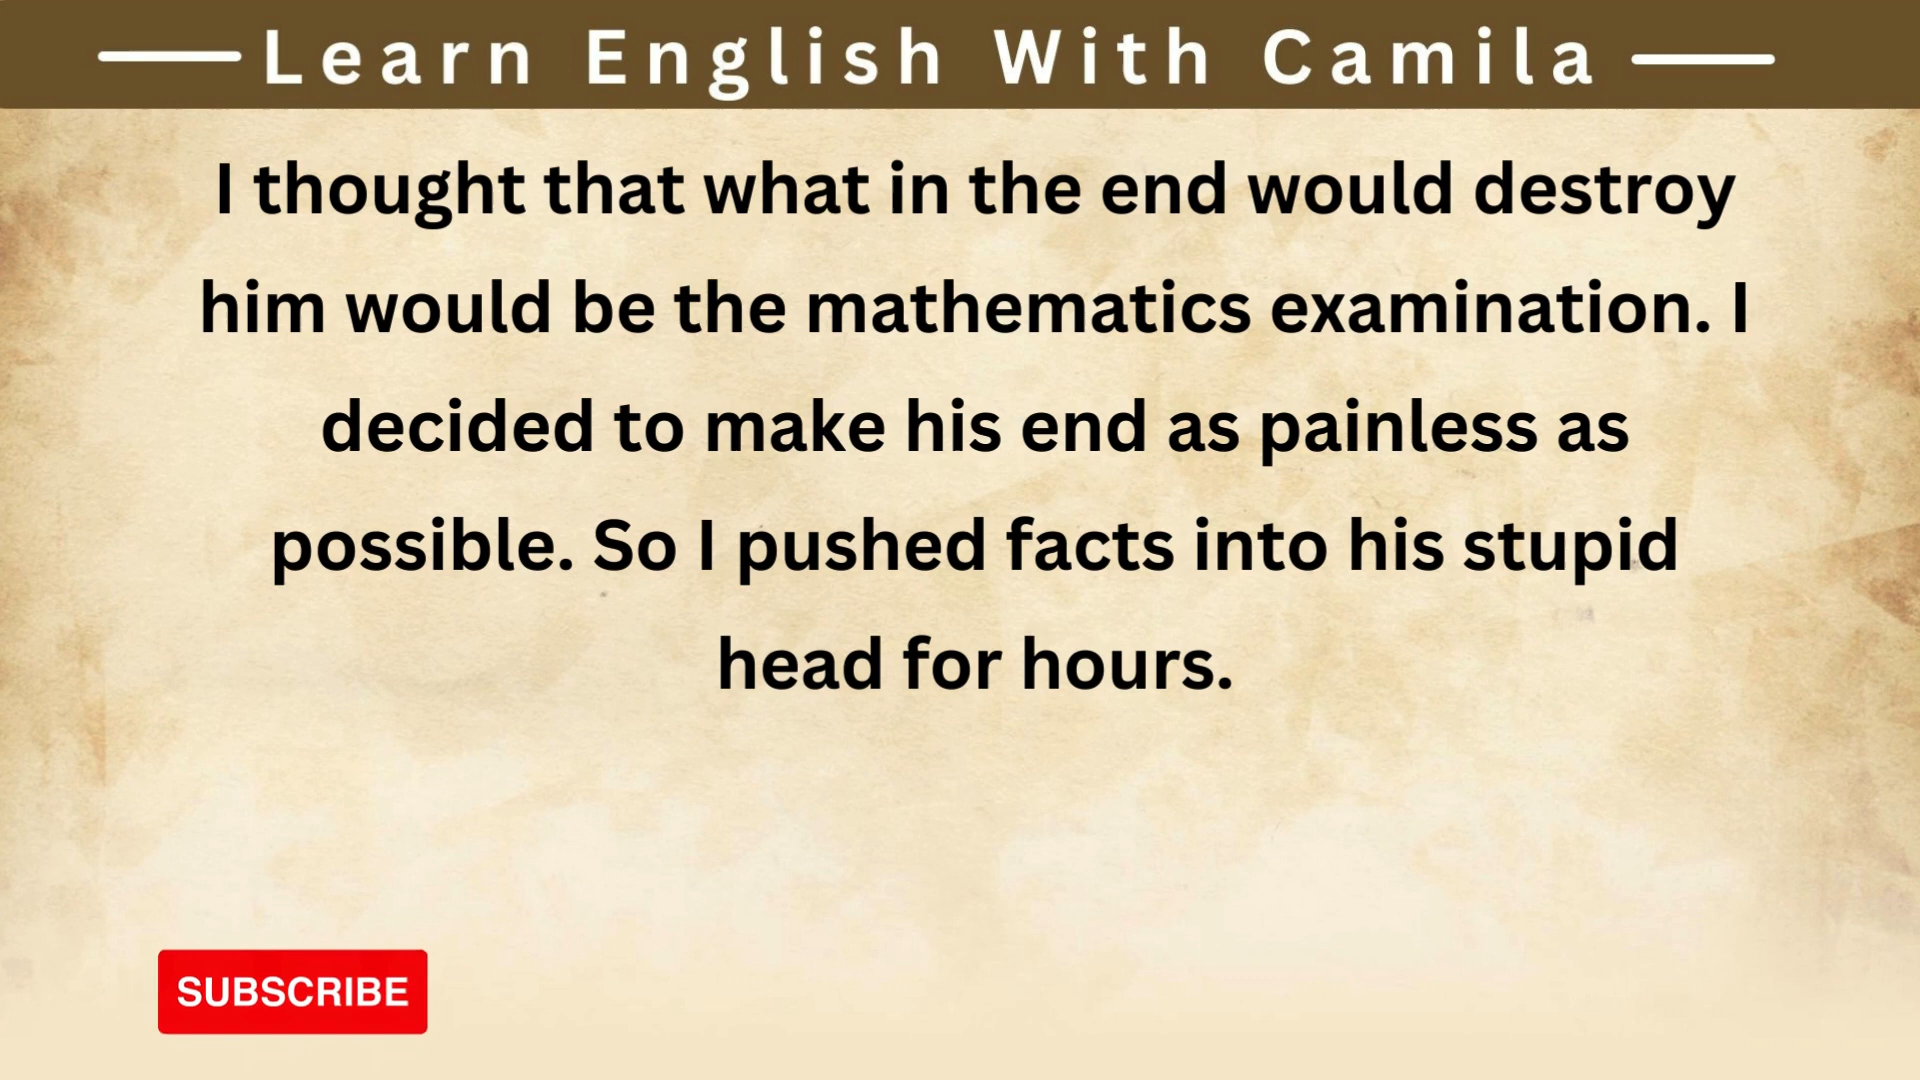 Learn English With Camila
I thought that what in the end would destroy
him would be the mathematics examination. I
decided to make his end as painless as
possible. So I pushed facts into his stupid
head for hours.
SUBSCRIBE